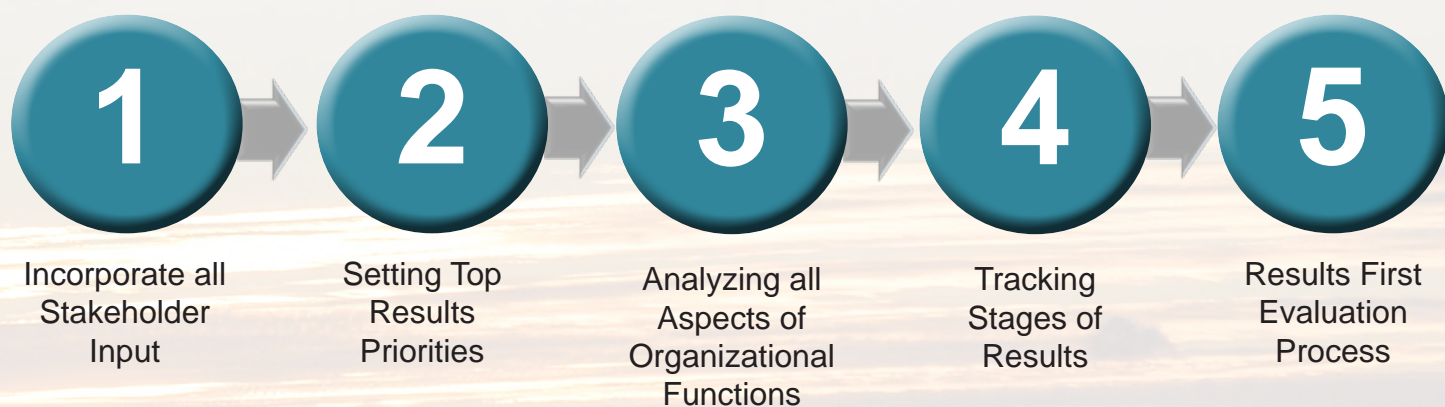 1
2
3
4
5
Incorporate all
Stakeholder
Input
Setting Top
Results
Priorities
Analyzing all
Aspects of
Organizational
Functions
Tracking
Stages of
Results
Results First
Evaluation
Process